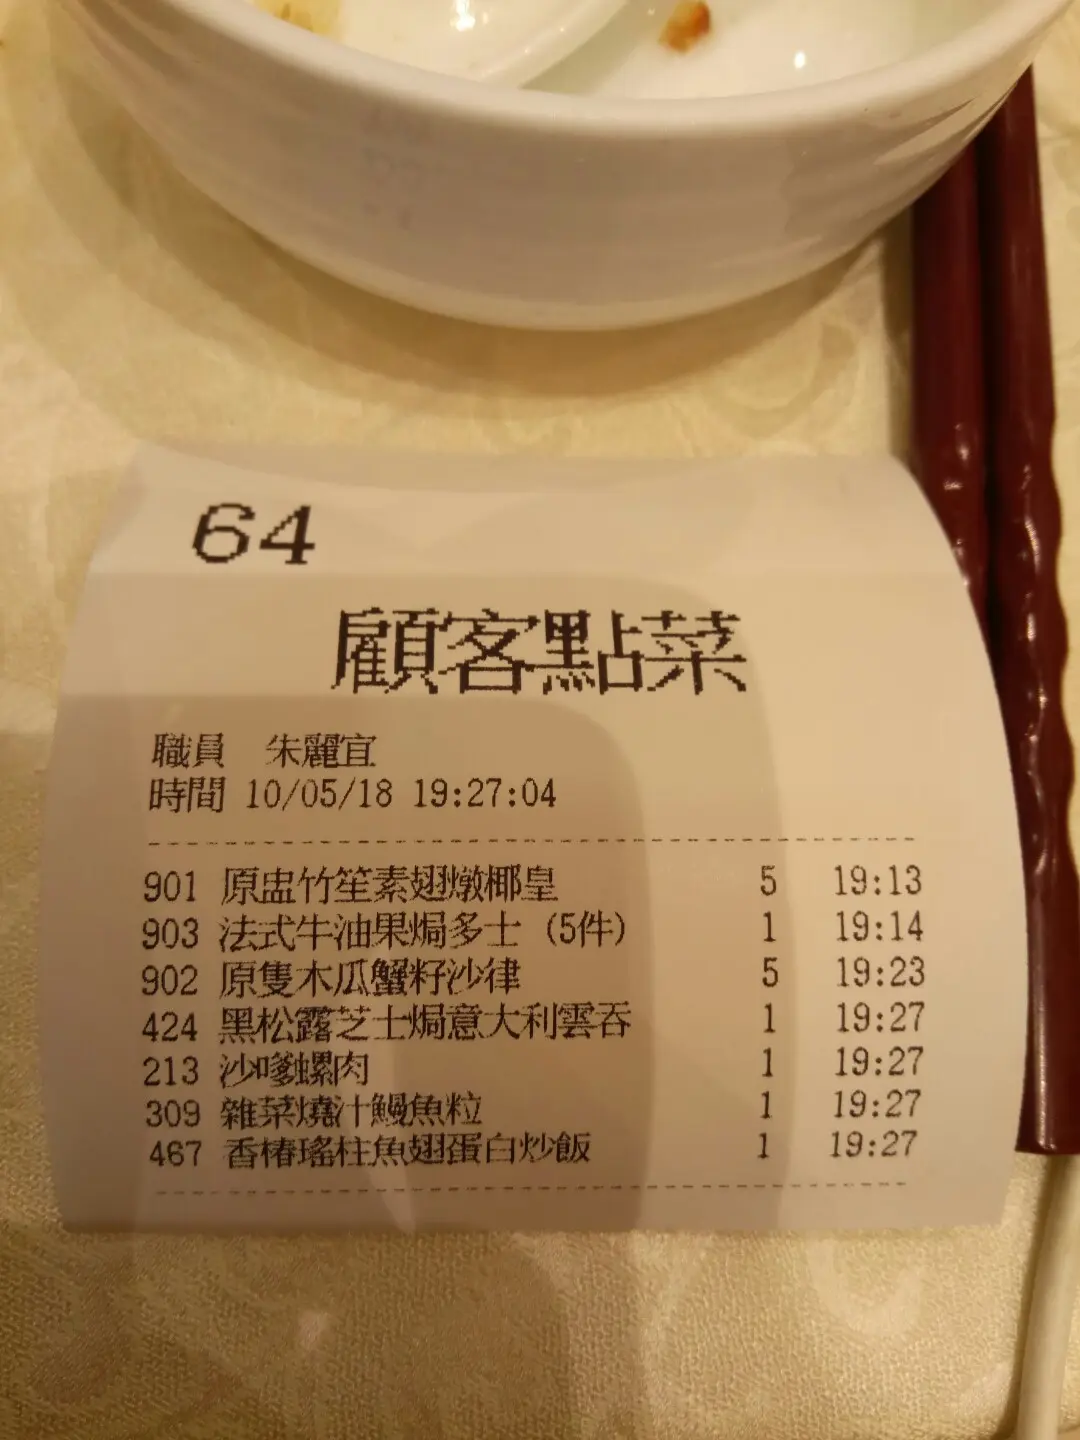 64
顧客點菜
職員 朱麗宜
時間 10/05/18 19:27:04
901 原盅竹笙素翅燉椰皇 5 19:13
903 法式牛油果焗多士 (5件) 1 19:14
902 原隻木瓜蟹籽沙律 5 19:23
424 黑松露芝士焗意大利雲吞 1 19:27
213 沙嗲螺肉 1 19:27
309 雜菜燒汁鰻魚粒 1 19:27
467 香椿瑤柱魚翅蛋白炒飯 1 19:27